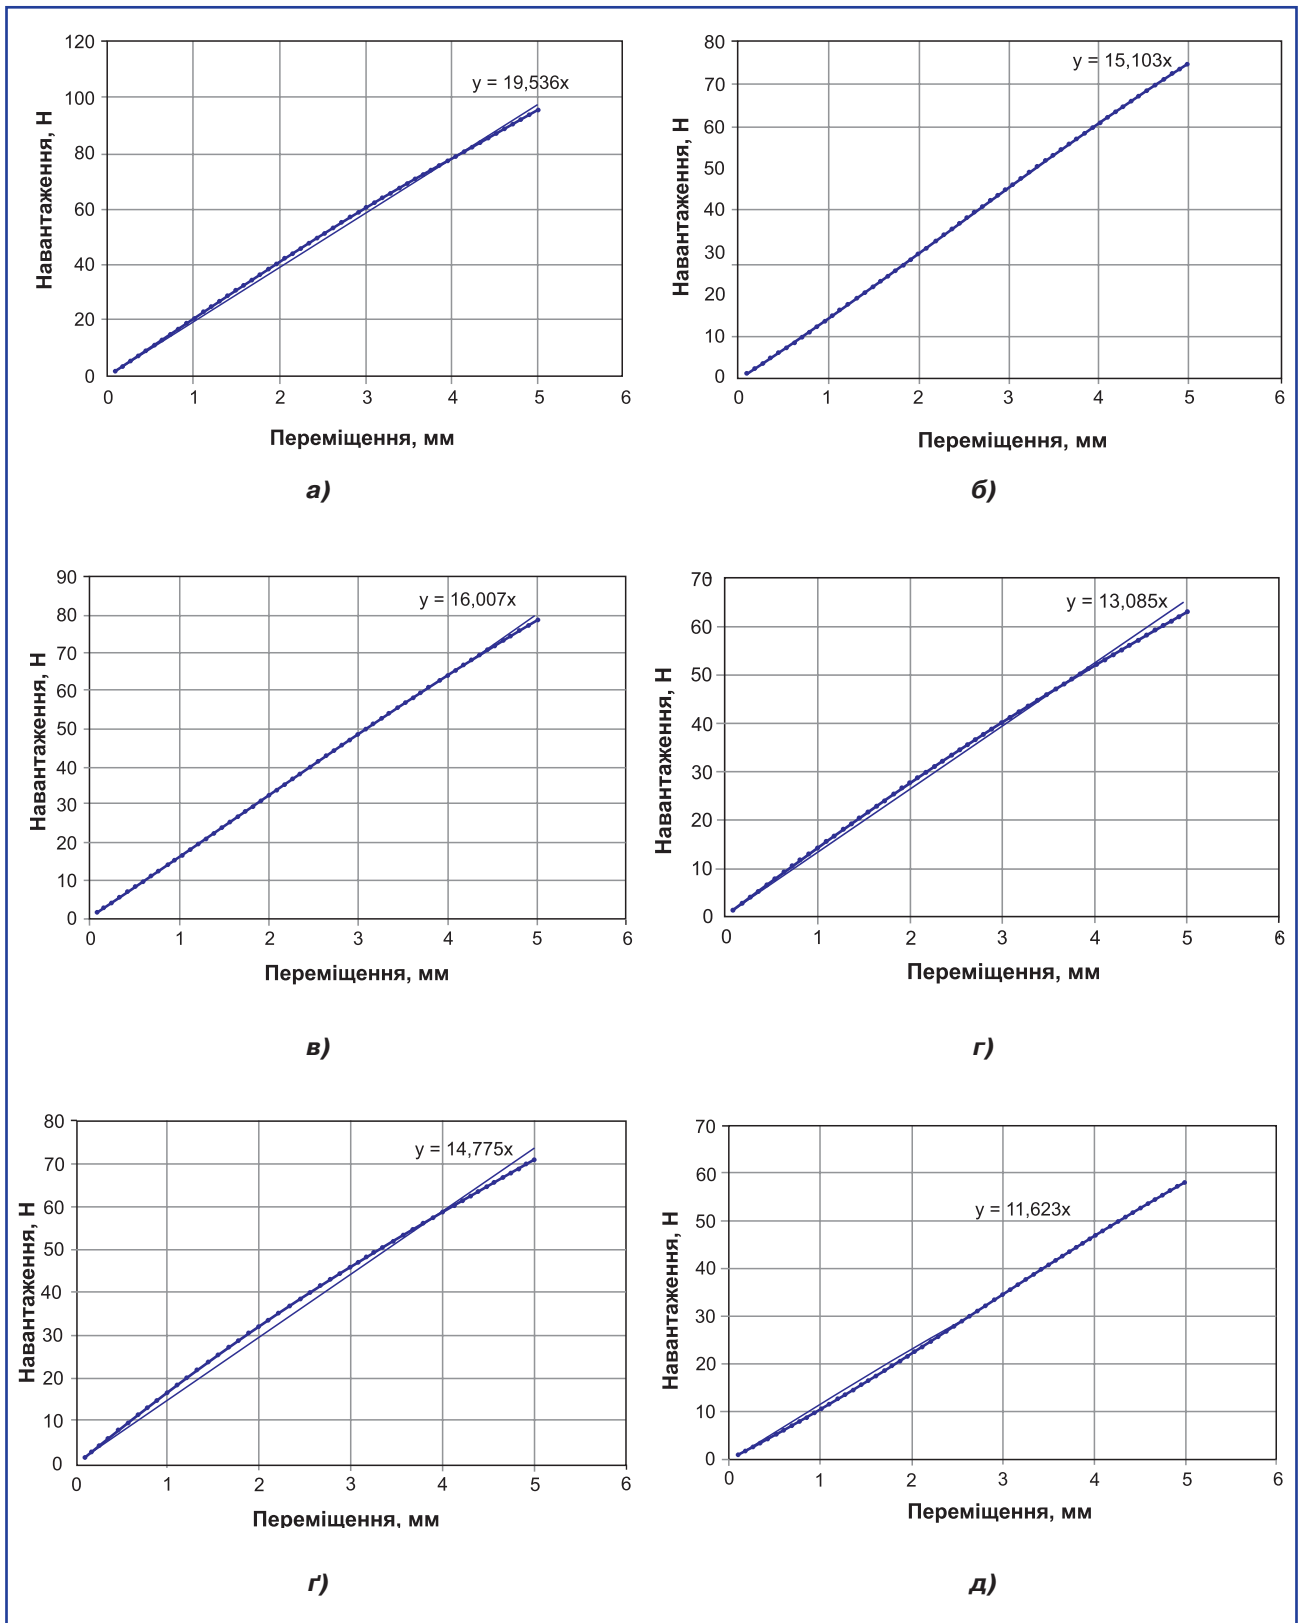 120
100
80
60
40
20
0
Навантаження, Н
y = 19,536x
0 1 2 3 4 5 6
Переміщення, мм
а)
80
70
60
50
40
30
20
10
0
Навантаження, Н
y = 15,103x
0 1 2 3 4 5 6
Переміщення, мм
б)
90
80
70
60
50
40
30
20
10
0
Навантаження, Н
y = 16,007x
0 1 2 3 4 5 6
Переміщення, мм
в)
70
60
50
40
30
20
10
0
Навантаження, Н
y = 13,085x
0 1 2 3 4 5 6
Переміщення, мм
г)
80
70
60
50
40
30
20
10
0
Навантаження, Н
y = 14,775x
0 1 2 3 4 5 6
Переміщення, мм
ґ)
70
60
50
40
30
20
10
0
Навантаження, Н
y = 11,623x
0 1 2 3 4 5 6
Переміщення, мм
д)